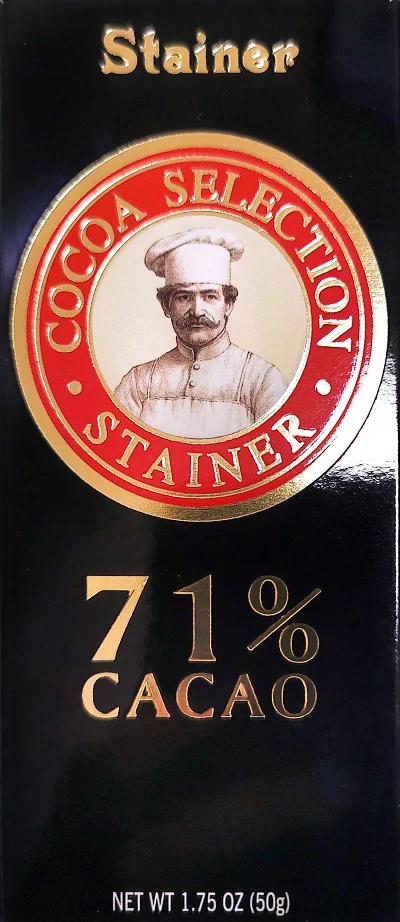 Stainer
COCOA SELECTION
STAINER
71%
CACAO
NET WT 1.75 OZ (50g)